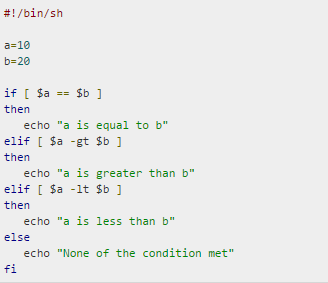 #!/bin/sh

a=10
b=20

if [ $a == $b ]
then
   echo "a is equal to b"
elif [ $a -gt $b ]
then
   echo "a is greater than b"
elif [ $a -lt $b ]
then
   echo "a is less than b"
else
   echo "None of the condition met"
fi